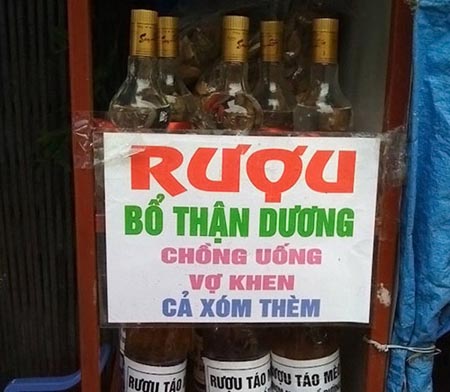 RƯỢU
BỔ THẬN DƯƠNG
CHỒNG UỐNG
VỢ KHEN
CẢ XÓM THÈM
RƯỢU TÁO
RƯỢU TÁO
RƯỢU TÁO MÈO